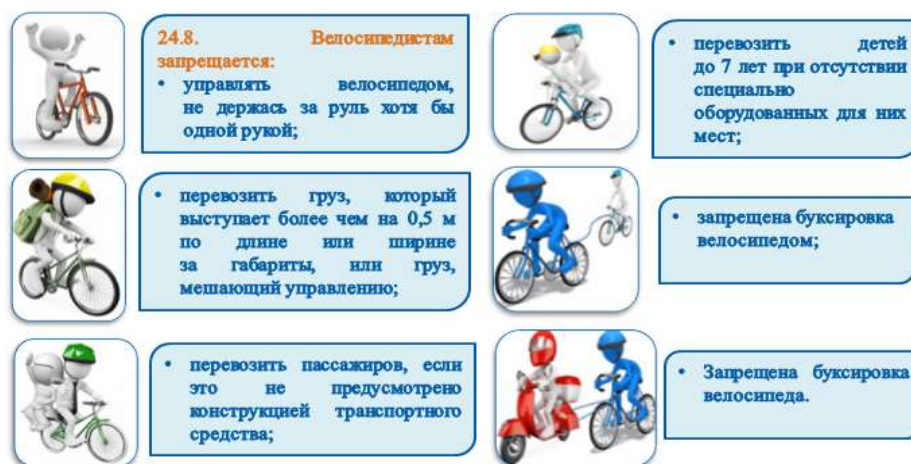 24.8. Велосипедистам
запрещается:
• управлять велосипедом,
не держась за руль хотя бы
одной рукой;
• перевозить груз, который
выступает более чем на 0,5 м
по длине или ширине
за габариты, или груз,
мешающий управлению;
• перевозить пассажиров, если
это не предусмотрено
конструкцией транспортного
средства;
• перевозить детей
до 7 лет при отсутствии
специально
оборудованных для них
мест;
• запрещена буксировка
велосипедом;
• Запрещена буксировка
велосипеда.